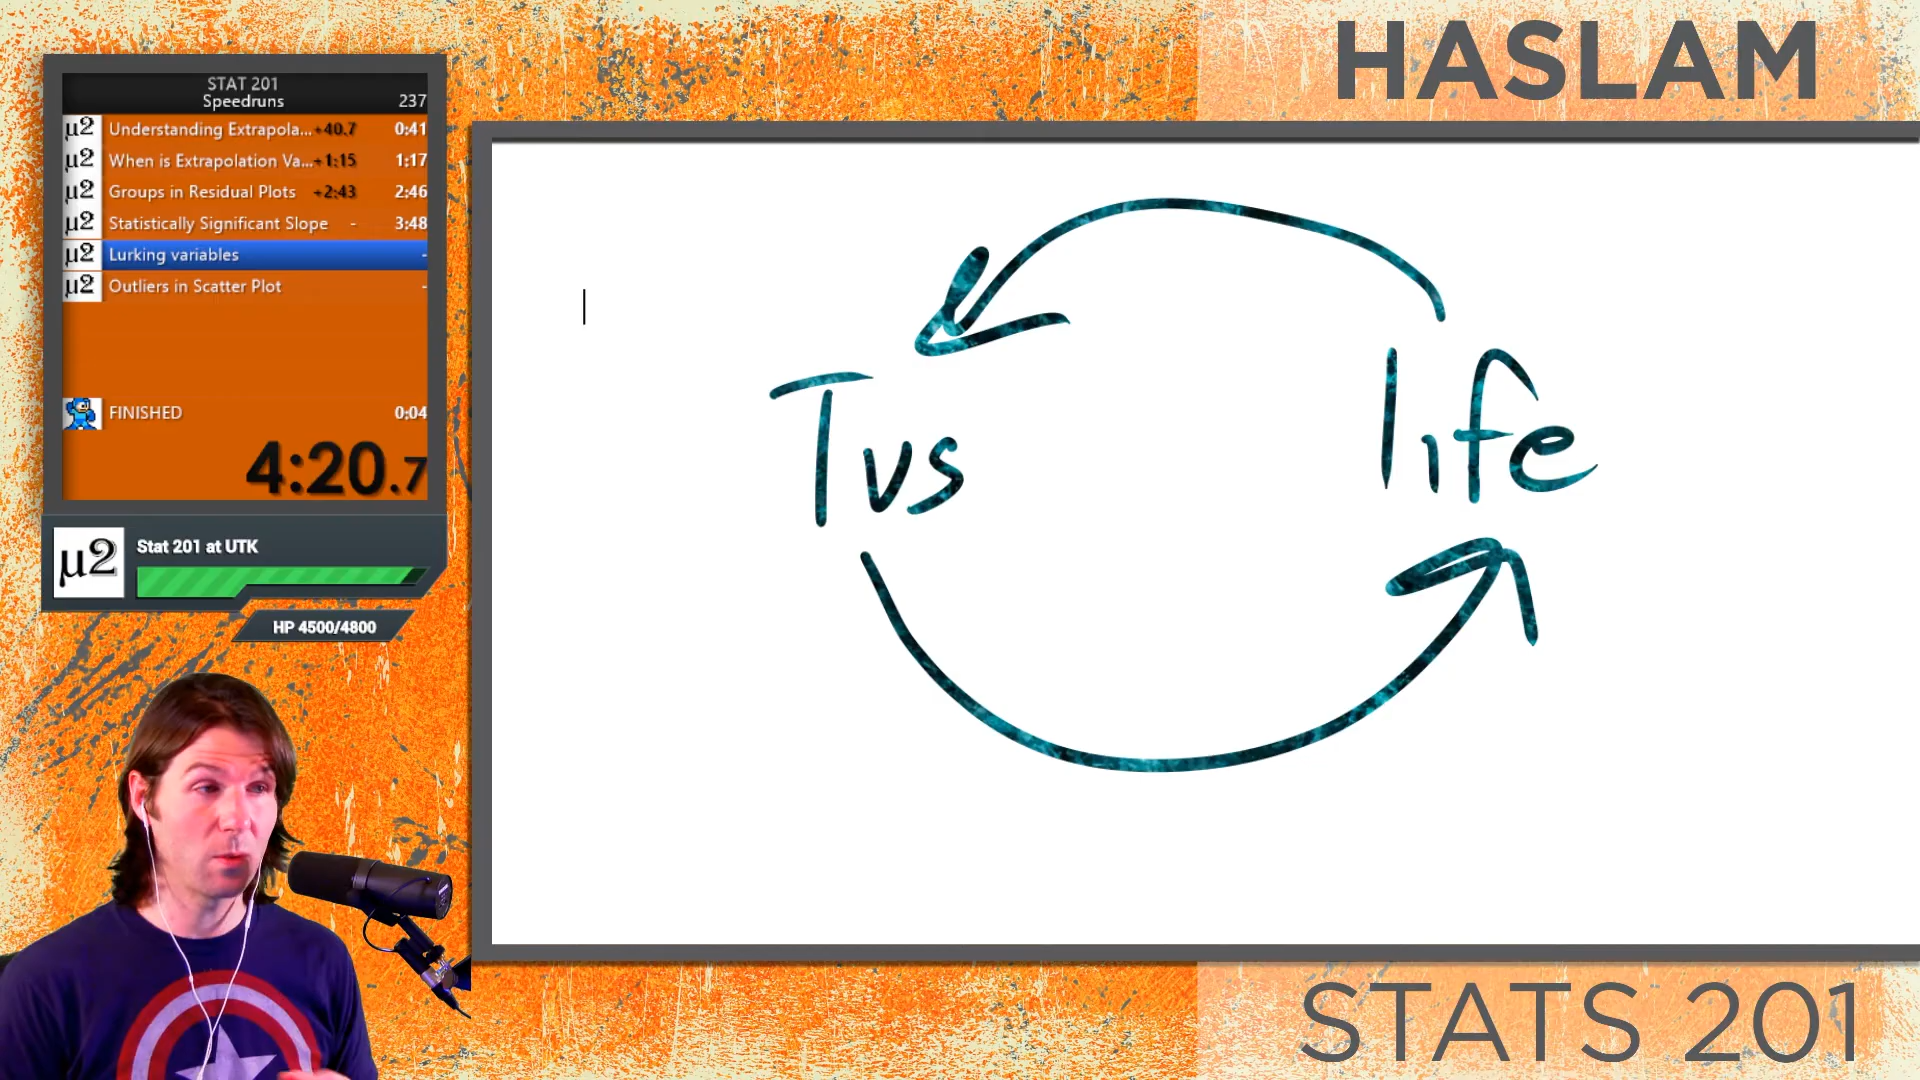 HASLAM
STAT 201
Speedruns 237
µ2 Understanding Extrapola... +40.7 0:41
µ2 When is Extrapolation Va... +1:15 1:17
µ2 Groups in Residual Plots +2:43 2:46
µ2 Statistically Significant Slope - 3:48
µ2 Lurking variables -
µ2 Outliers in Scatter Plot -
FINISHED 0:04
4:20.7
µ2 Stat 201 at UTK
HP 4500/4800
Tvs life
STATS 201